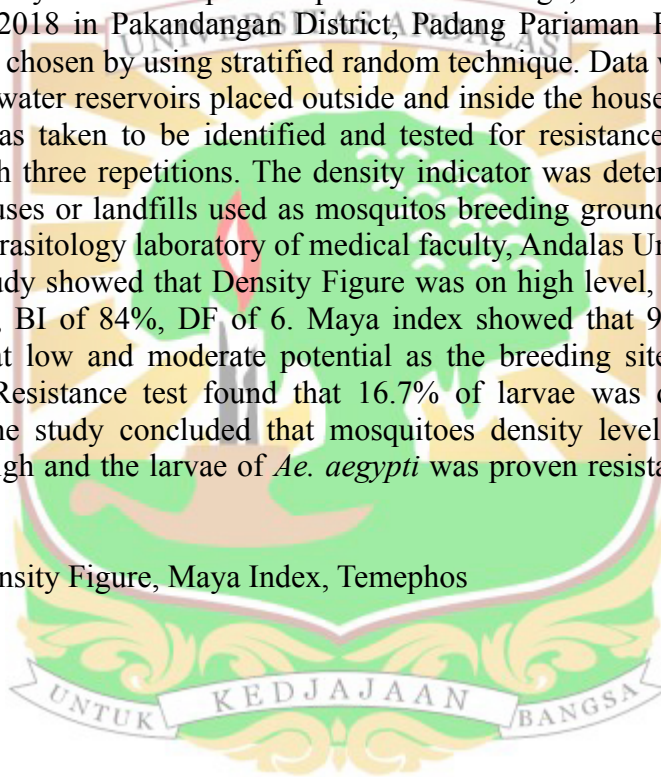 2018 in Pakandangan District, Padang Pariaman
UNIVERSITAS ANDALAS
chosen by using stratified random technique. Data
water reservoirs placed outside and inside the house
as taken to be identified and tested for resistance
h three repetitions. The density indicator was
uses or landfills used as mosquitos breeding ground
rasitology laboratory of medical faculty, Andalas
udy showed that Density Figure was on high level,
, BI of 84%, DF of 6. Maya index showed that 9
t low and moderate potential as the breeding site
Resistance test found that 16.7% of larvae was
he study concluded that mosquitoes density level
gh and the larvae of Ae. aegypti was proven
nsity Figure, Maya Index, Temephos
UNTUK KEDJAJAAN BANGSA